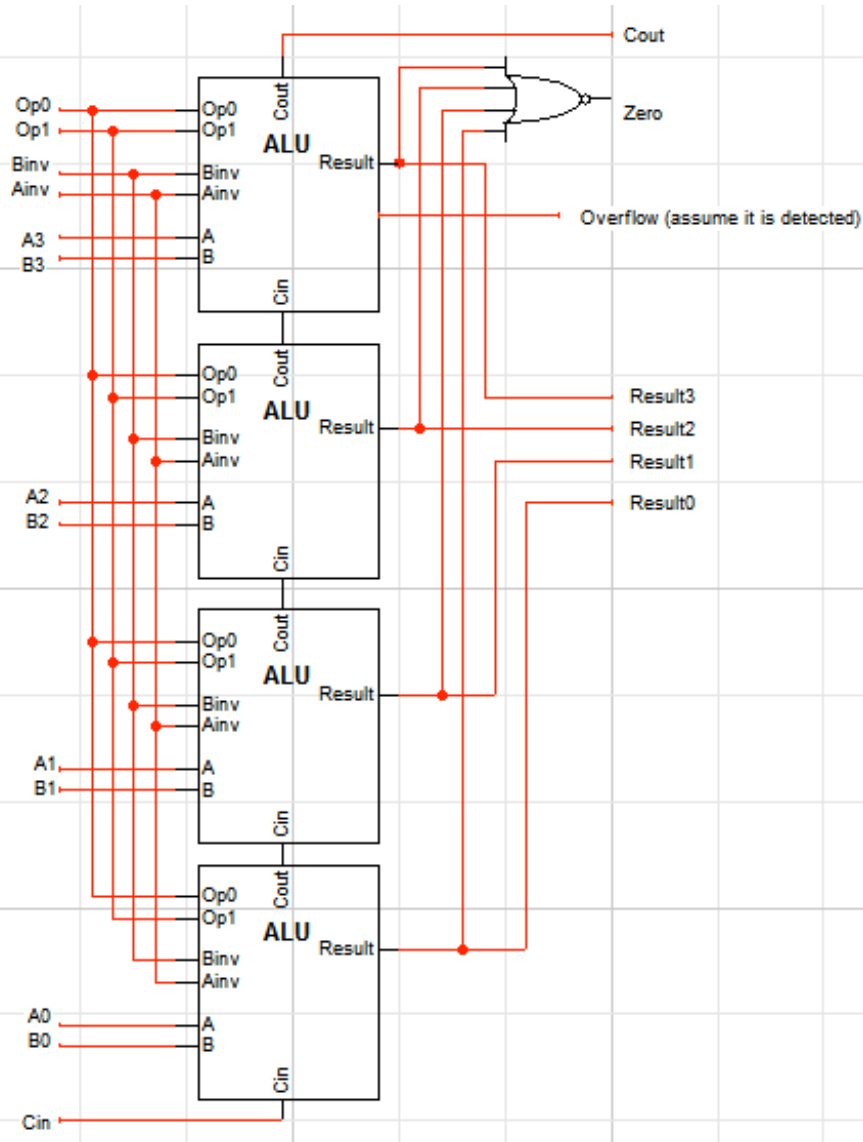 Cout
Zero
Overflow (assume it is detected)
Op0
Op1
Binv
Ainv
A3
B3
Cout
Op0
Op1
ALU
Result
Binv
Ainv
A
B
Cin
Cout
Op0
Op1
ALU
Result
Binv
Ainv
A2
B2
A
B
Cin
Result3
Result2
Result1
Result0
Cout
Op0
Op1
ALU
Result
Binv
Ainv
A1
B1
A
B
Cin
Cout
Op0
Op1
ALU
Result
Binv
Ainv
A0
B0
A
B
Cin
Cin